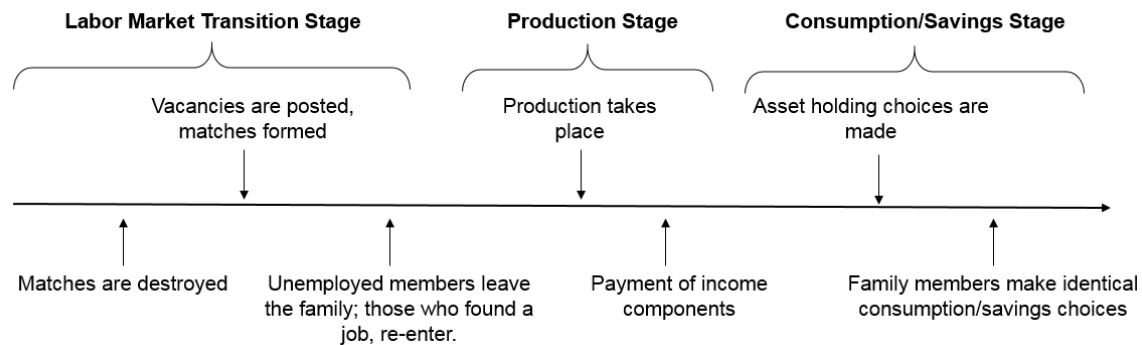 Labor Market Transition Stage
Production Stage
Consumption/Savings Stage
Vacancies are posted,
matches formed
Production takes
place
Asset holding choices are
made
Matches are destroyed
Unemployed members leave
the family; those who found a
job, re-enter.
Payment of income
components
Family members make identical
consumption/savings choices